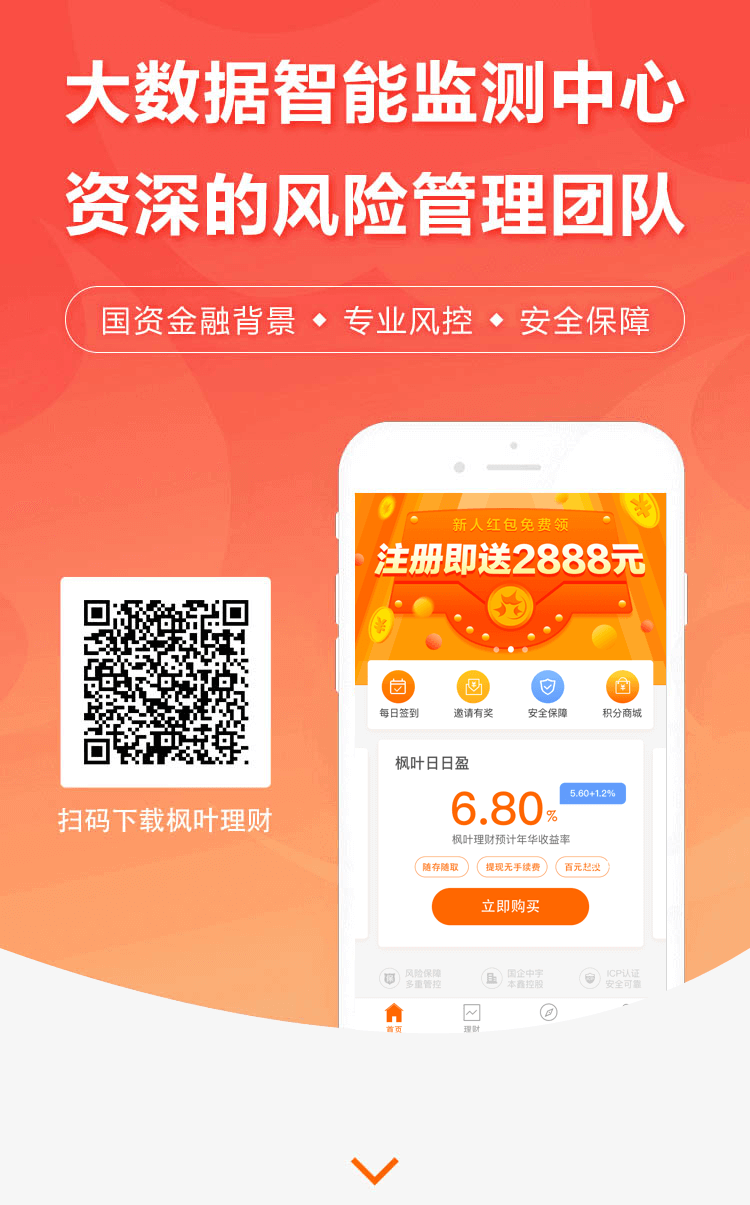 大数据智能监测中心
资深的风险管理团队
国资金融背景 ◆ 专业风控 ◆ 安全保障
新人红包免费领
注册即送2888元
每日签到 邀请有奖 安全保障 积分商城
枫叶日日盈
5.60+1.2%
6.80%
枫叶理财预计年华收益率
随存随取 提现无手续费 百元起投
立即购买
扫码下载枫叶理财
风险保障 国企中字 ICP认证
多重管控 本鑫控股 安全可靠
首页 理财